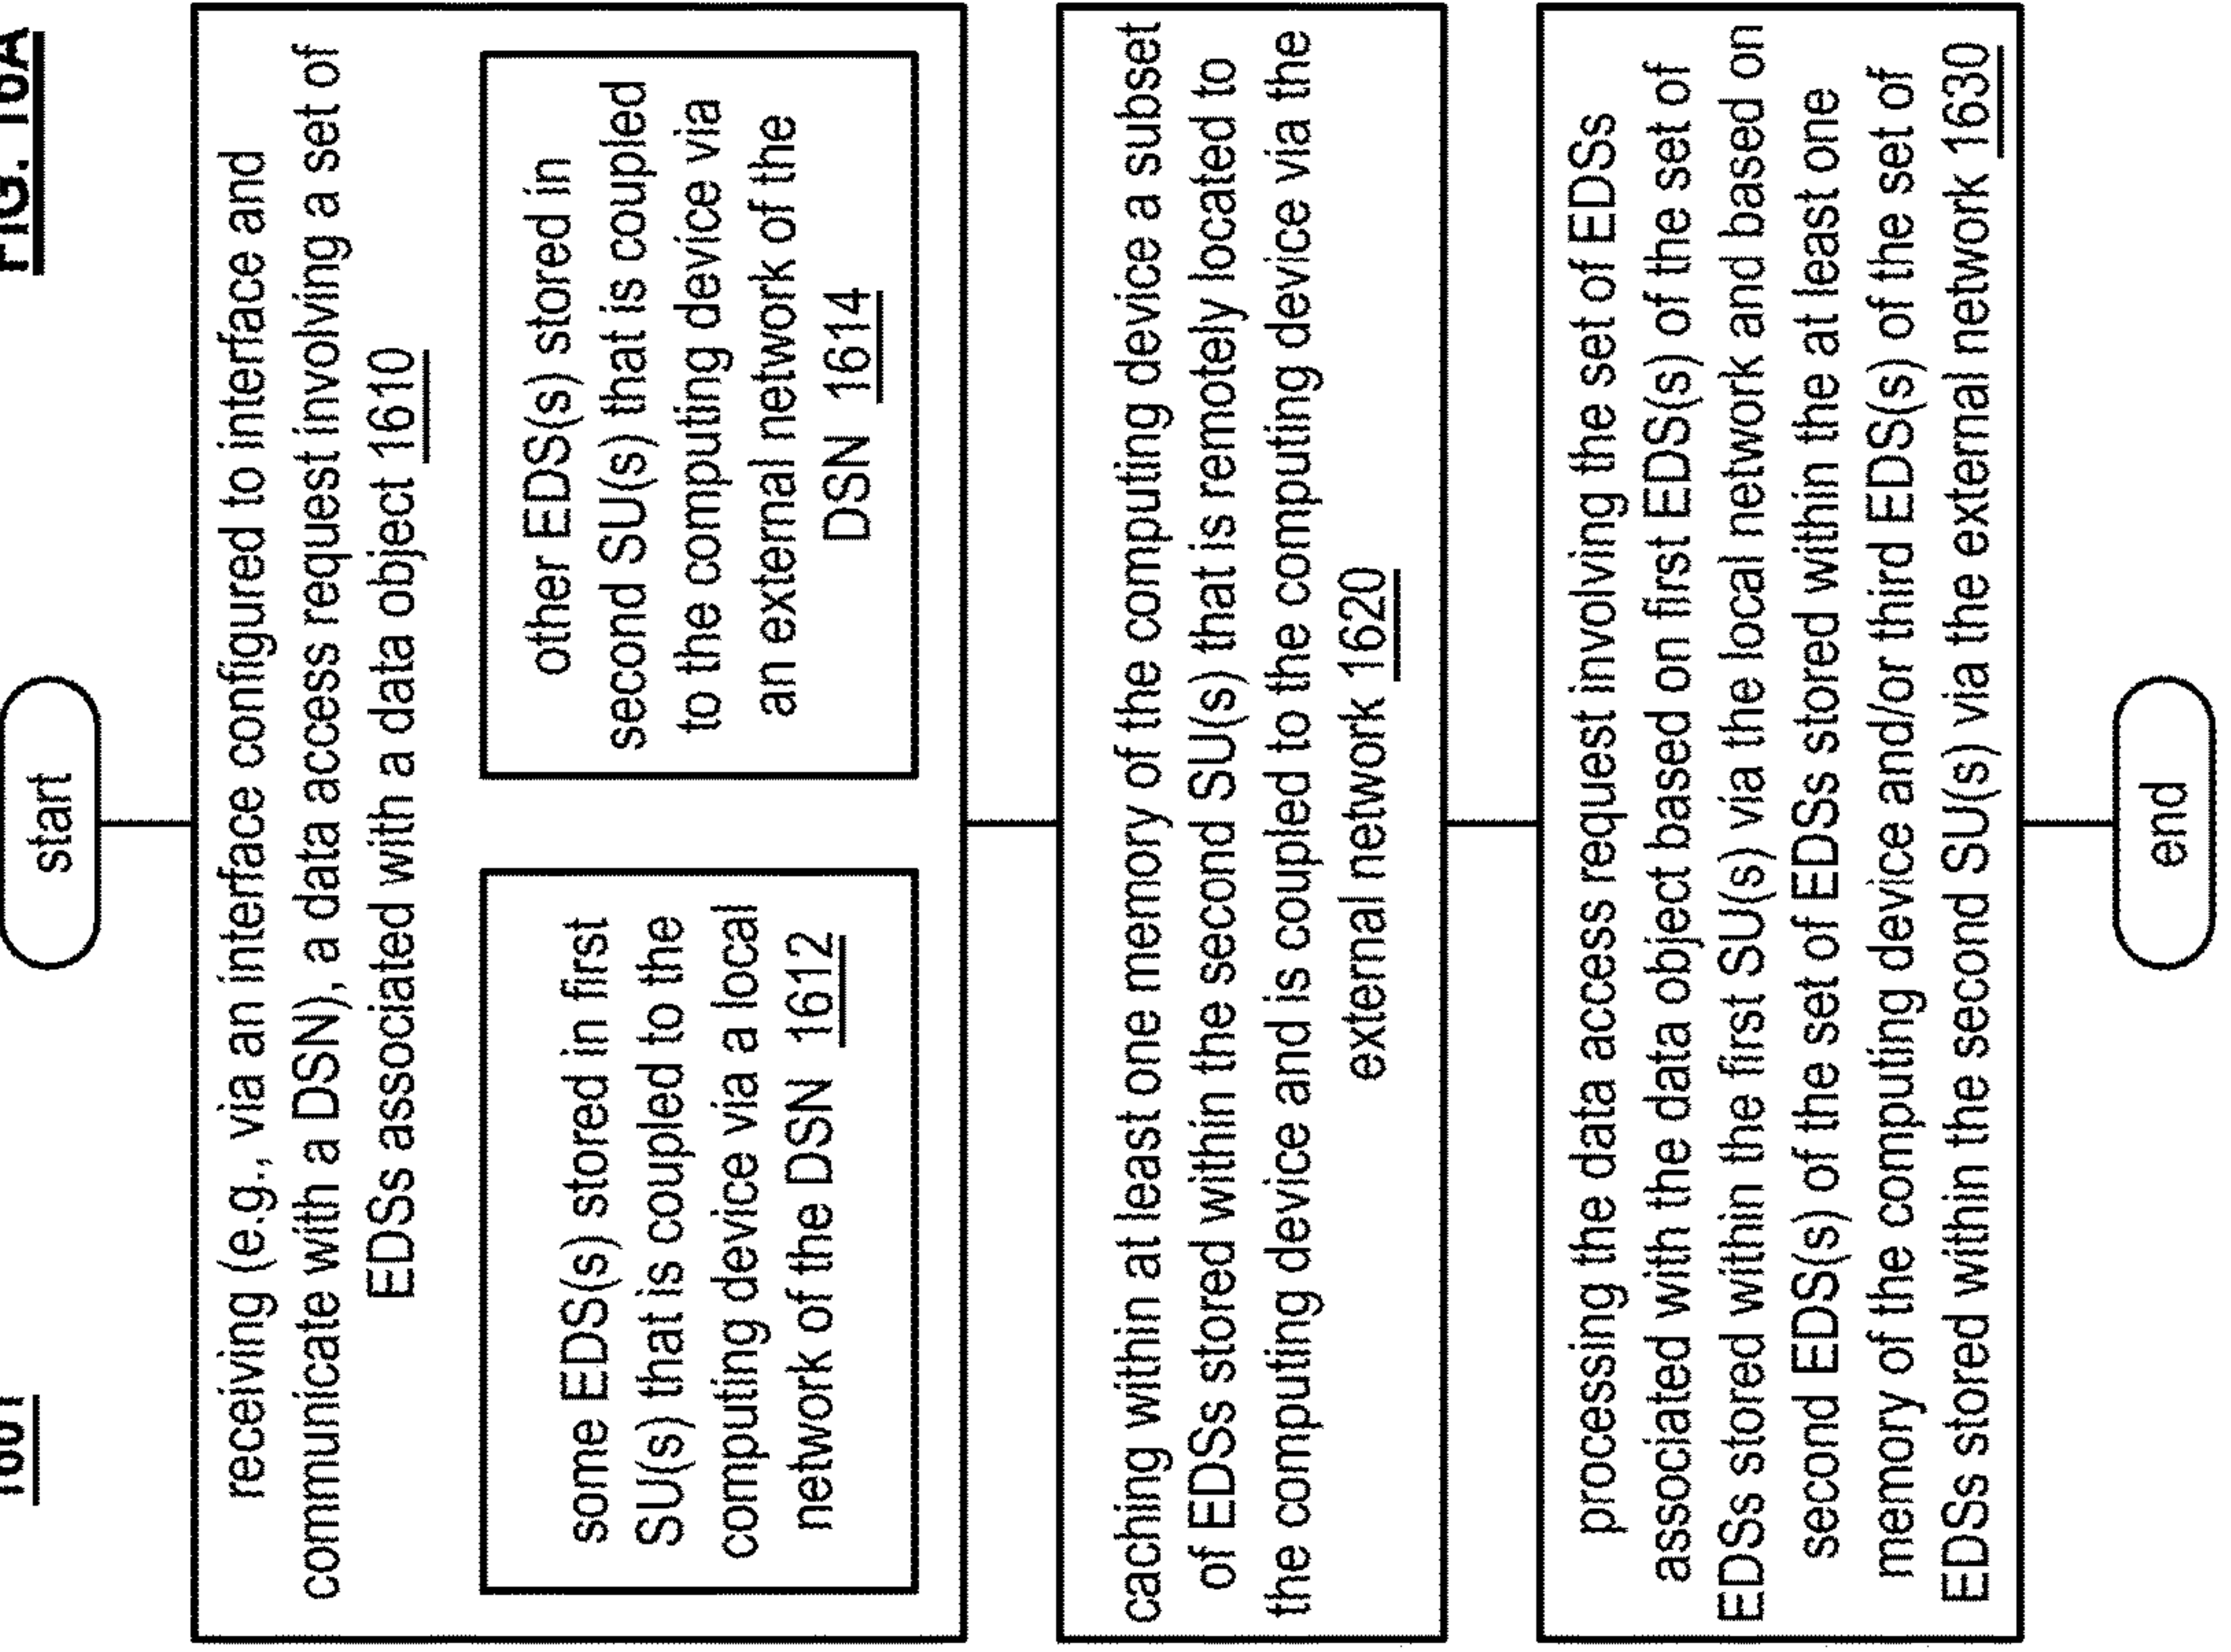 FIG. 16A
1601
start
receiving (e.g., via an interface configured to interface and
communicate with a DSN), a data access request involving a set of
EDSs associated with a data object 1610
some EDS(s) stored in first
SU(s) that is coupled to the
computing device via a local
network of the DSN 1612
other EDS(s) stored in
second SU(s) that is coupled
to the computing device via
an external network of the
DSN 1614
caching within at least one memory of the computing device a subset
of EDSs stored within the second SU(s) that is remotely located to
the computing device and is coupled to the computing device via the
external network 1620
processing the data access request involving the set of EDSs
associated with the data object based on first EDS(s) of the set of
EDSs stored within the first SU(s) via the local network and based on
second EDS(s) of the set of EDSs stored within the at least one
memory of the computing device and/or third EDS(s) of the set of
EDSs stored within the second SU(s) via the external network 1630
end